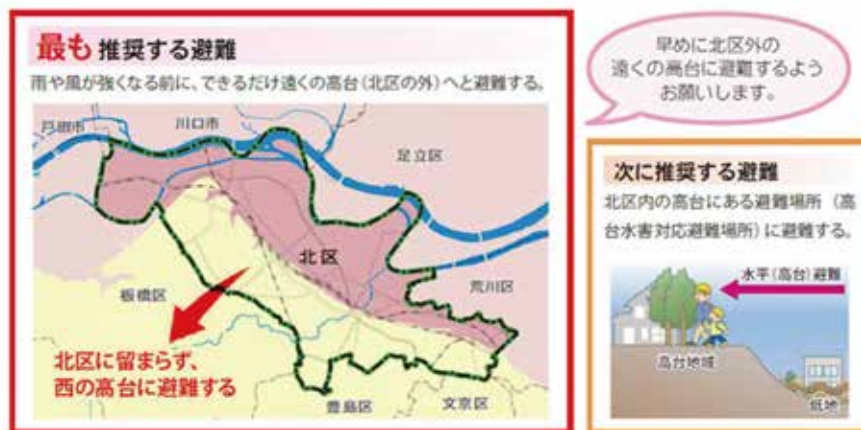 最も推奨する避難
雨や風が強くなる前に、できるだけ遠くの高台（北区の外）へと避難する。
戸田市
川口市
足立区
北区
板橋区
荒川区
北区に留まらず、
西の高台に避難する
豊島区
文京区
早めに北区外の
遠くの高台に避難するよう
お願いします。
次に推奨する避難
北区内の高台にある避難場所（高
台水害対応避難場所）に避難する。
水平（高台）避難
高台地域
低地